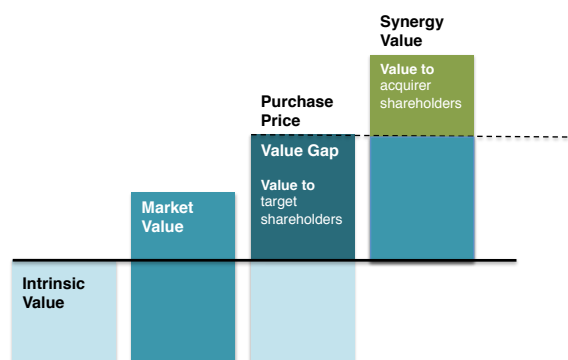 Synergy
Value
Value to
acquirer
shareholders
Purchase
Price
Value Gap
Value to
target
shareholders
Market
Value
Intrinsic
Value